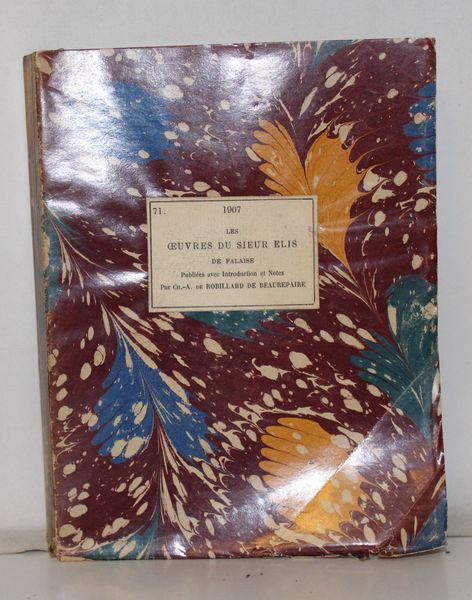 71. 1907
LES
ŒUVRES DU SIEUR ELIS
DE FALAISE
Publiées avec Introduction et Notes
Par Ch.-A. de ROBILLARD DE BEAUREPAIRE